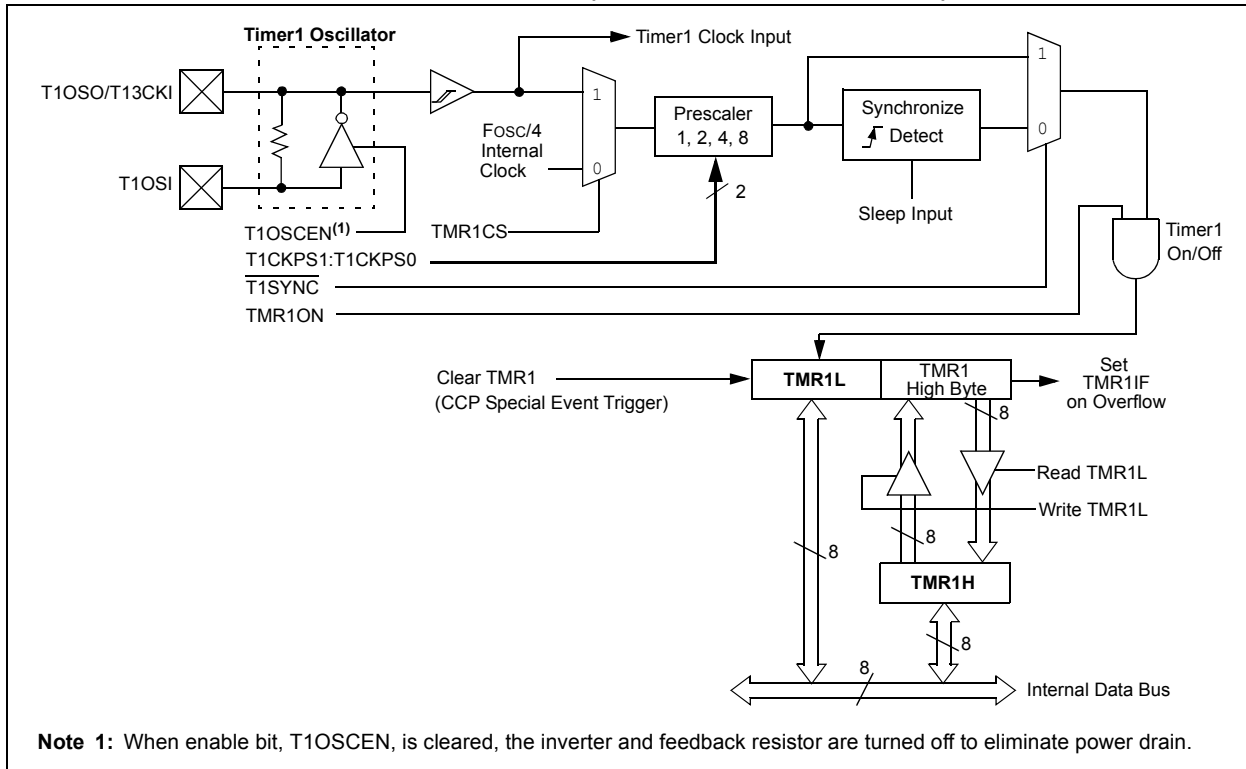 Timer1 Oscillator
Timer1 Clock Input
1
T1OSO/T13CKI
1
Prescaler
1, 2, 4, 8
Synchronize
Detect
FOSC/4
Internal
Clock
0
0
T1OSI
2
Sleep Input
T1OSCEN(1)
TMR1CS
Timer1
On/Off
T1CKPS1:T1CKPS0
T1SYNC
TMR1ON
Clear TMR1
(CCP Special Event Trigger)
TMR1L
TMR1
High Byte
Set
TMR1IF
on Overflow
8
Read TMR1L
Write TMR1L
8
8
TMR1H
8
8
Internal Data Bus
Note 1: When enable bit, T1OSCEN, is cleared, the inverter and feedback resistor are turned off to eliminate power drain.